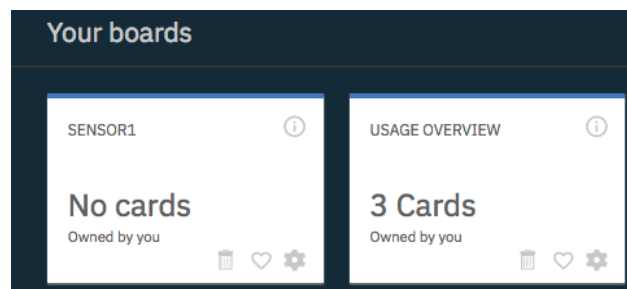 Your boards
SENSOR1
No cards
Owned by you
USAGE OVERVIEW
3 Cards
Owned by you